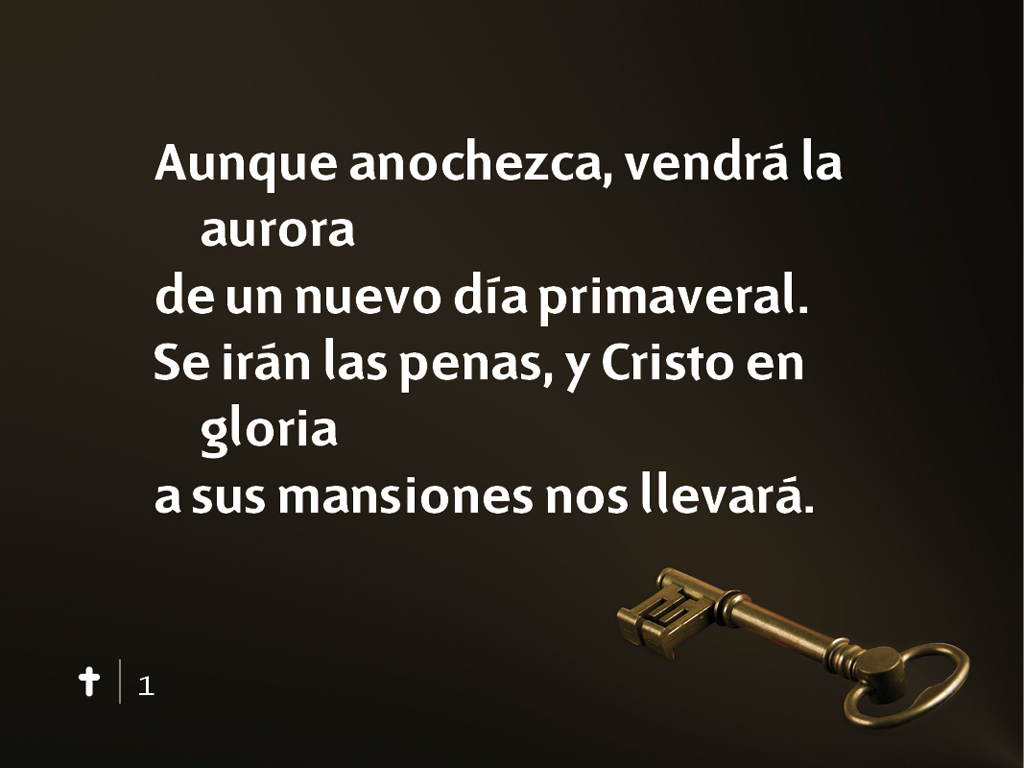 Aunque anochezca, vendrá la
aurora
de un nuevo día primaveral.
Se irán las penas, y Cristo en
gloria
a sus mansiones nos llevará.
1